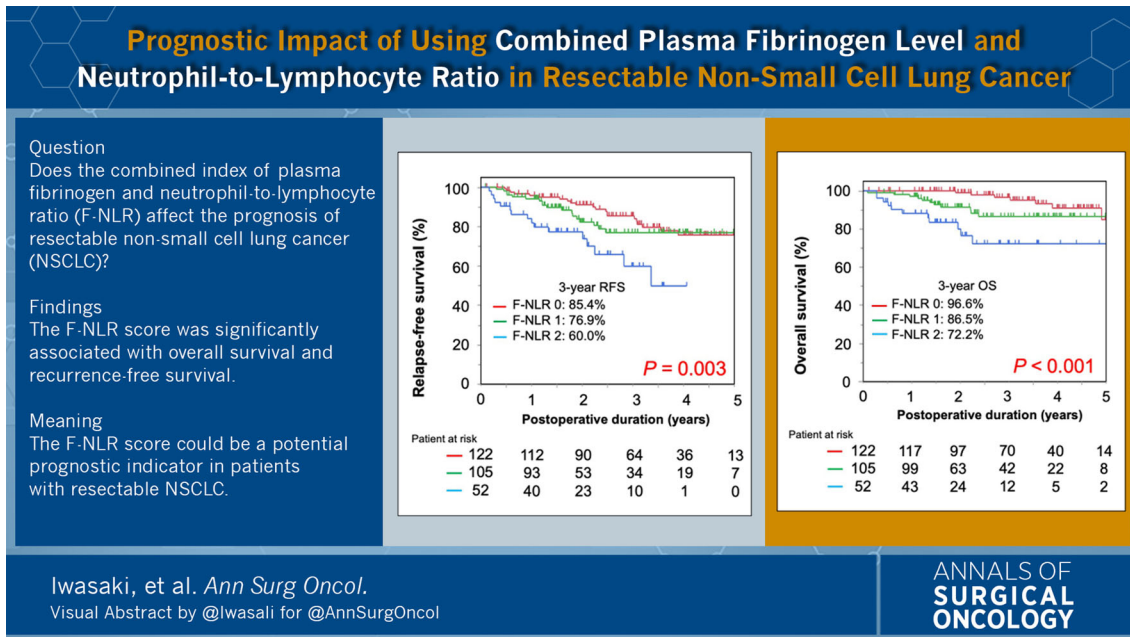 Prognostic Impact of Using Combined Plasma Fibrinogen Level and
Neutrophil-to-Lymphocyte Ratio in Resectable Non-Small Cell Lung Cancer
Question
Does the combined index of plasma
fibrinogen and neutrophil-to-lymphocyte
ratio (F-NLR) affect the prognosis of
resectable non-small cell lung cancer
(NSCLC)?
Findings
The F-NLR score was significantly
associated with overall survival and
recurrence-free survival.
Meaning
The F-NLR score could be a potential
prognostic indicator in patients
with resectable NSCLC.
Relapse-free survival (%)
100
80
60
40
20
0
3-year RFS
F-NLR 0: 85.4%
F-NLR 1: 76.9%
F-NLR 2: 60.0%
P = 0.003
0 1 2 3 4 5
Postoperative duration (years)
Patient at risk
122 112 90 64 36 13
105 93 53 34 19 7
52 40 23 10 1 0
Overall survival (%)
100
80
60
40
20
0
3-year OS
F-NLR 0: 96.6%
F-NLR 1: 86.5%
F-NLR 2: 72.2%
P < 0.001
0 1 2 3 4 5
Postoperative duration (years)
Patient at risk
122 117 97 70 40 14
105 99 63 42 22 8
52 43 24 12 5 2
Iwasaki, et al. Ann Surg Oncol.
Visual Abstract by @Iwasali for @AnnSurgOncol
ANNALS OF
SURGICAL
ONCOLOGY